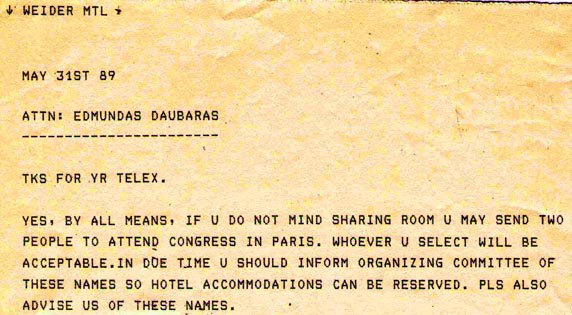 ↓ WEIDER MTL +
MAY 31ST 89
ATTN: EDMUNDAS DAUBARAS
-----------------------
TKS FOR YR TELEX.
YES, BY ALL MEANS, IF U DO NOT MIND SHARING ROOM U MAY SEND TWO
PEOPLE TO ATTEND CONGRESS IN PARIS. WHOEVER U SELECT WILL BE
ACCEPTABLE.IN DUE TIME U SHOULD INFORM ORGANIZING COMMITTEE OF
THESE NAMES SO HOTEL ACCOMMODATIONS CAN BE RESERVED. PLS ALSO
ADVISE US OF THESE NAMES.